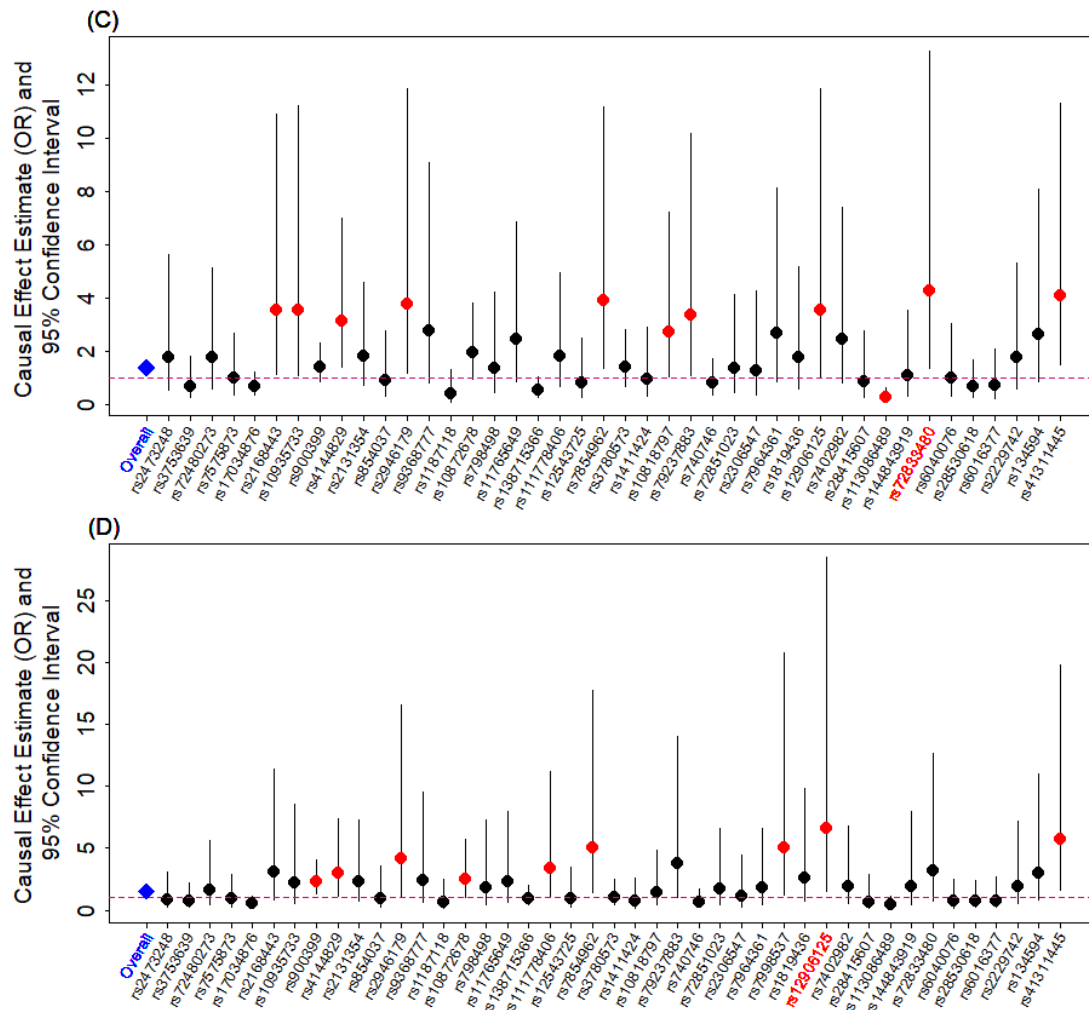 (C)
Causal Effect Estimate (OR) and
95% Confidence Interval
12
10
8
6
4
2
0
Overall
rs2473248
rs3753639
rs72480273
rs7575873
rs17034876
rs2168443
rs10935733
rs900399
rs4144829
rs2131354
rs854037
rs2946179
rs9368777
rs1187118
rs10872678
rs798498
rs11765649
rs138715366
rs111778406
rs12543725
rs7854962
rs3780573
rs1411424
rs10818797
rs79237883
rs740746
rs72851023
rs2306547
rs7964361
rs1819436
rs12906125
rs7402982
rs28415607
rs113086489
rs144843919
rs72833480
rs6040076
rs28530618
rs6016377
rs2229742
rs134594
rs41311445
(D)
Causal Effect Estimate (OR) and
95% Confidence Interval
25
20
15
10
5
0
Overall
rs2473248
rs3753639
rs72480273
rs7575873
rs17034876
rs2168443
rs10935733
rs900399
rs4144829
rs2131354
rs854037
rs2946179
rs9368777
rs1187118
rs10872678
rs798498
rs11765649
rs138715366
rs111778406
rs12543725
rs7854962
rs3780573
rs1411424
rs10818797
rs79237883
rs740746
rs72851023
rs2306547
rs7964361
rs7998537
rs1819436
rs12906125
rs7402982
rs28415607
rs113086489
rs144843919
rs72833480
rs6040076
rs28530618
rs6016377
rs2229742
rs134594
rs41311445